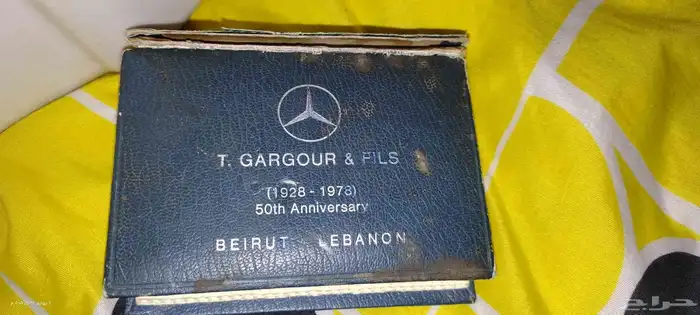 T. GARGOUR & FILS
(1928 - 1978)
50th Anniversary
BEIRUT - LEBANON
حراج